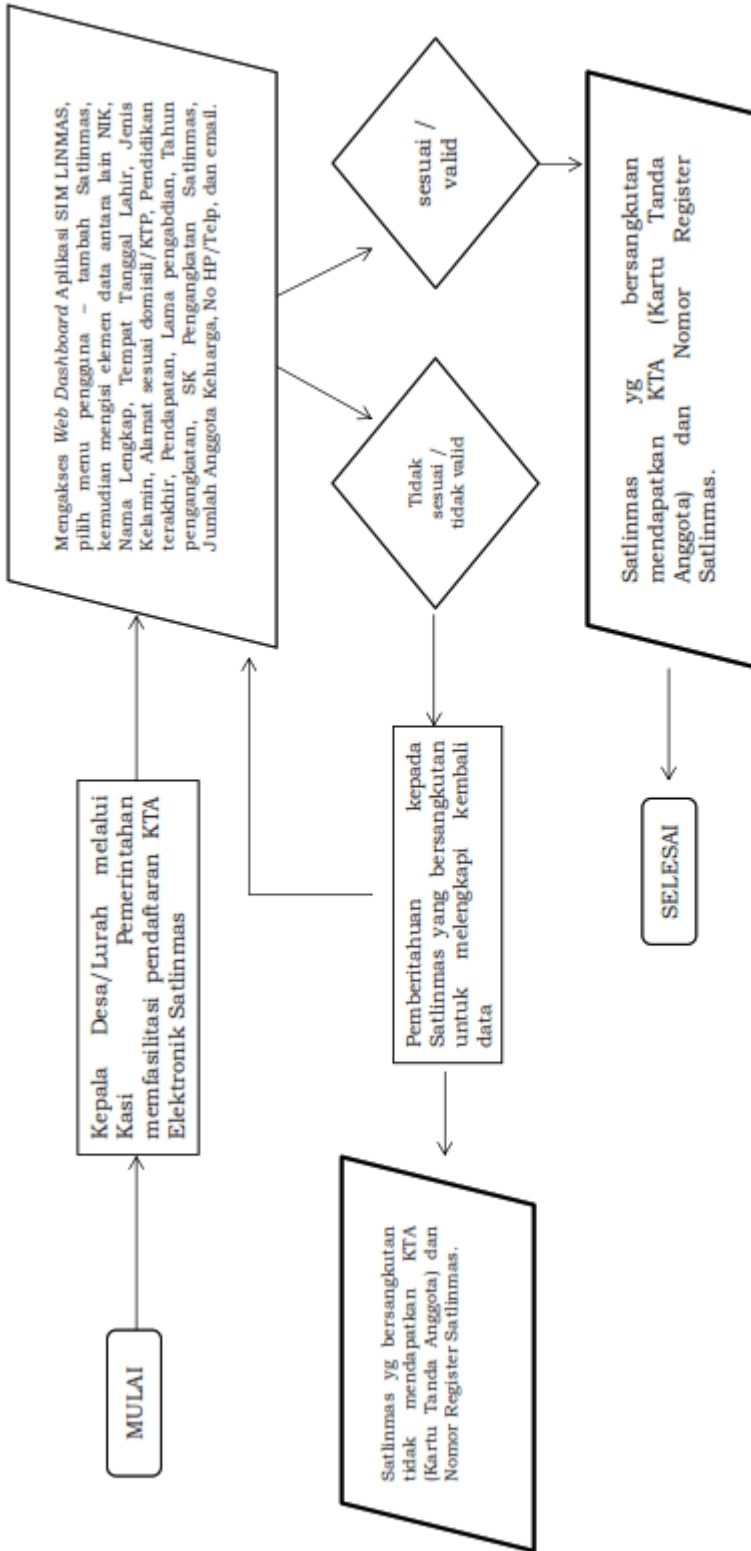 MULAI
Kepala Desa/Lurah melalui
Kasi Pemerintahan
memfasilitasi pendaftaran KTA
Elektronik Satlinmas
Mengakses Web Dashboard Aplikasi SIM LINMAS,
pilih menu pengguna – tambah Satlinmas,
kemudian mengisi elemen data antara lain NIK,
Nama Lengkap, Tempat Tanggal Lahir, Jenis
Kelamin, Alamat sesuai domisili/KTP, Pendidikan
terakhir, Pendapatan, Lama pengabdian, Tahun
pengangkatan, SK Pengangkatan Satlinmas,
Jumlah Anggota Keluarga, No HP/Telp, dan email.
Tidak
sesuai /
tidak valid
sesuai /
valid
Pemberitahuan kepada
Satlinmas yang bersangkutan
untuk melengkapi kembali
data
Satlinmas yg bersangkutan
tidak mendapatkan KTA
(Kartu Tanda Anggota) dan
Nomor Register Satlinmas.
Satlinmas yg bersangkutan
mendapatkan KTA (Kartu Tanda
Anggota) dan Nomor Register
Satlinmas.
SELESAI